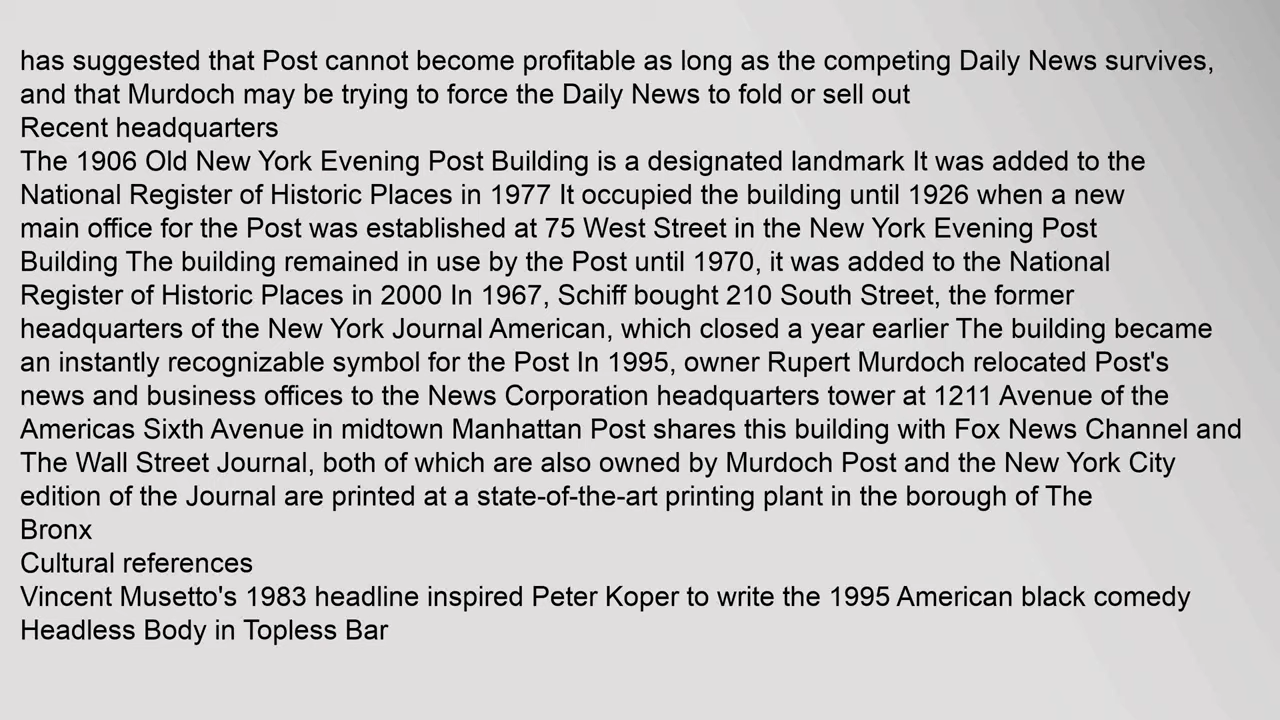 has suggested that Post cannot become profitable as long as the competing Daily News survives,
and that Murdoch may be trying to force the Daily News to fold or sell out
Recent headquarters
The 1906 Old New York Evening Post Building is a designated landmark It was added to the
National Register of Historic Places in 1977 It occupied the building until 1926 when a new
main office for the Post was established at 75 West Street in the New York Evening Post
Building The building remained in use by the Post until 1970, it was added to the National
Register of Historic Places in 2000 In 1967, Schiff bought 210 South Street, the former
headquarters of the New York Journal American, which closed a year earlier The building became
an instantly recognizable symbol for the Post In 1995, owner Rupert Murdoch relocated Post's
news and business offices to the News Corporation headquarters tower at 1211 Avenue of the
Americas Sixth Avenue in midtown Manhattan Post shares this building with Fox News Channel and
The Wall Street Journal, both of which are also owned by Murdoch Post and the New York City
edition of the Journal are printed at a state-of-the-art printing plant in the borough of The
Bronx
Cultural references
Vincent Musetto's 1983 headline inspired Peter Koper to write the 1995 American black comedy
Headless Body in Topless Bar